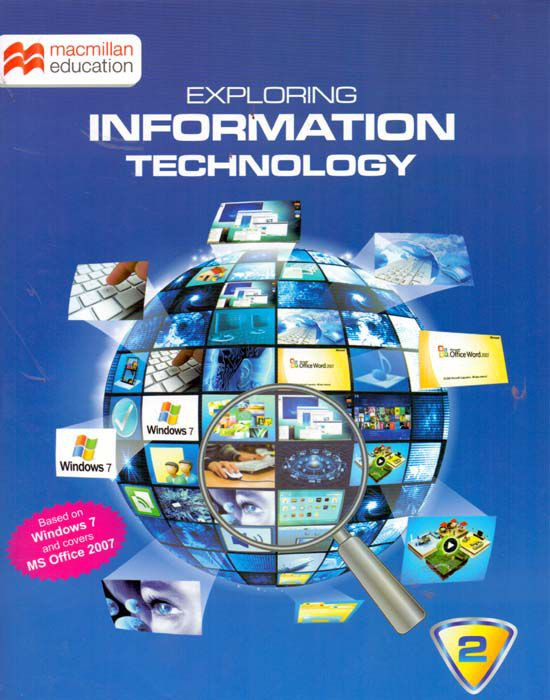 macmillan
education
EXPLORING
INFORMATION
TECHNOLOGY
Office Word 2007
Office Word 2007
Windows 7
Windows 7
Based on
Windows 7
and covers
MS Office 2007
2